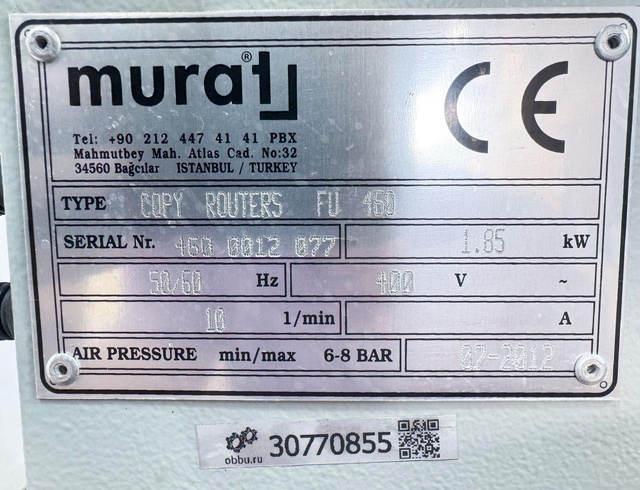 murat®
CE
Tel: +90 212 447 41 41 PBX
Mahmutbey Mah. Atlas Cad. No:32
34560 Bağcılar ISTANBUL / TURKEY
TYPE COPY ROUTERS FU 460
SERIAL Nr. 460 0012 077 1.85 kW
50/60 Hz 400 V ~
10 1/min A
AIR PRESSURE min/max 6-8 BAR 02-2012
obbu.ru 30770855